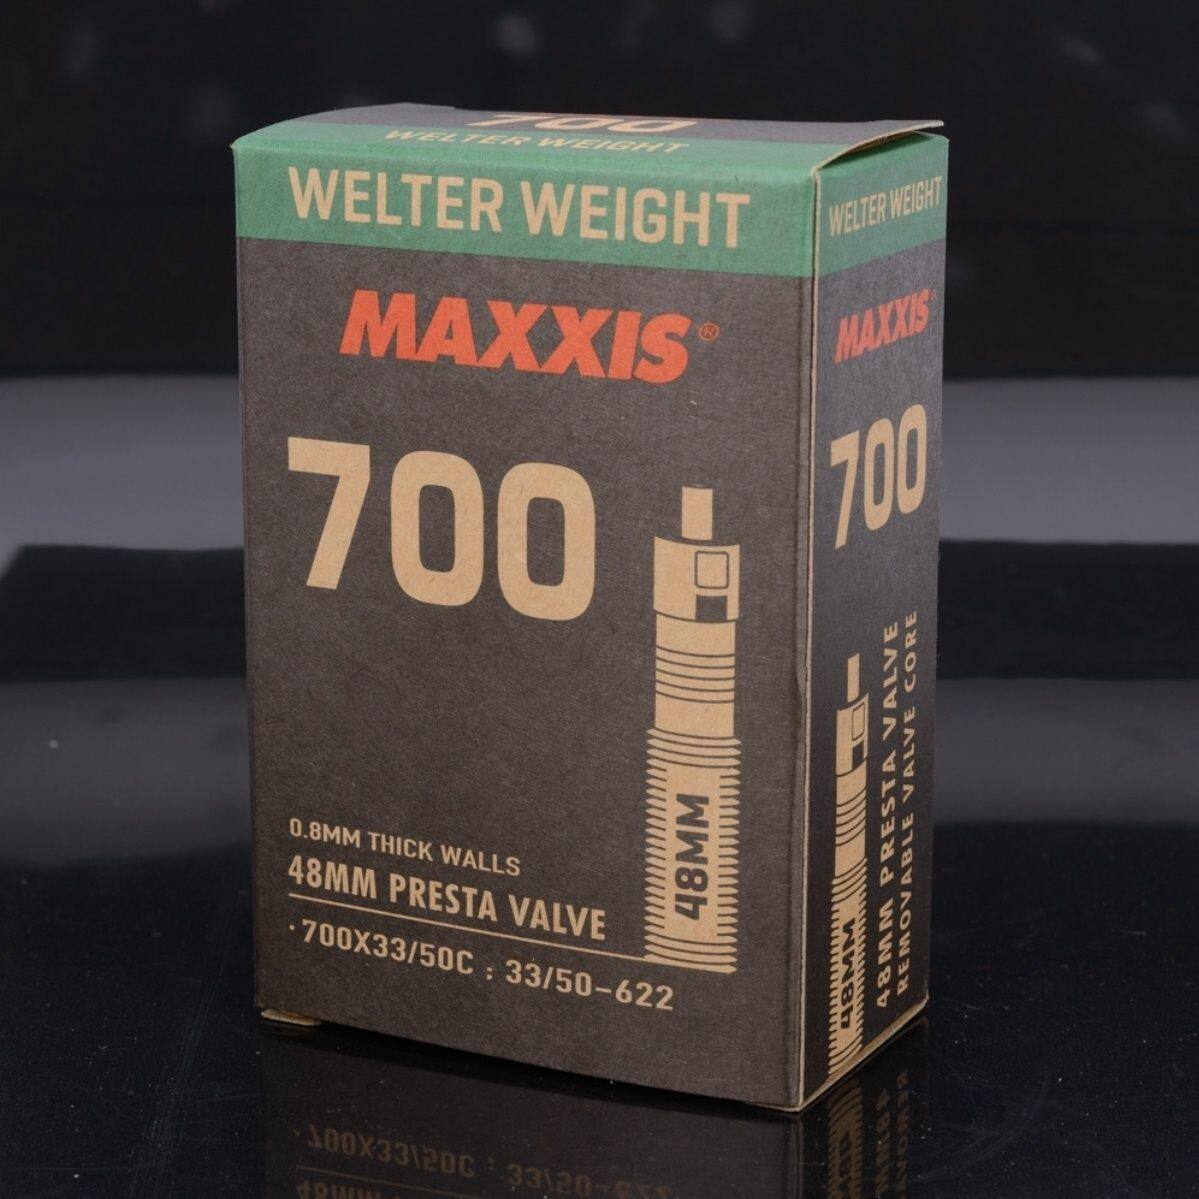 700
WELTER WEIGHT
WELTER WEIGHT
MAXXIS®
700
48MM
0.8MM THICK WALLS
48MM PRESTA VALVE
·700X33/50C ; 33/50-622
WELTER WEIGHT
MAXXIS®
700
48MM
48MM PRESTA VALVE
REMOVABLE VALVE CORE